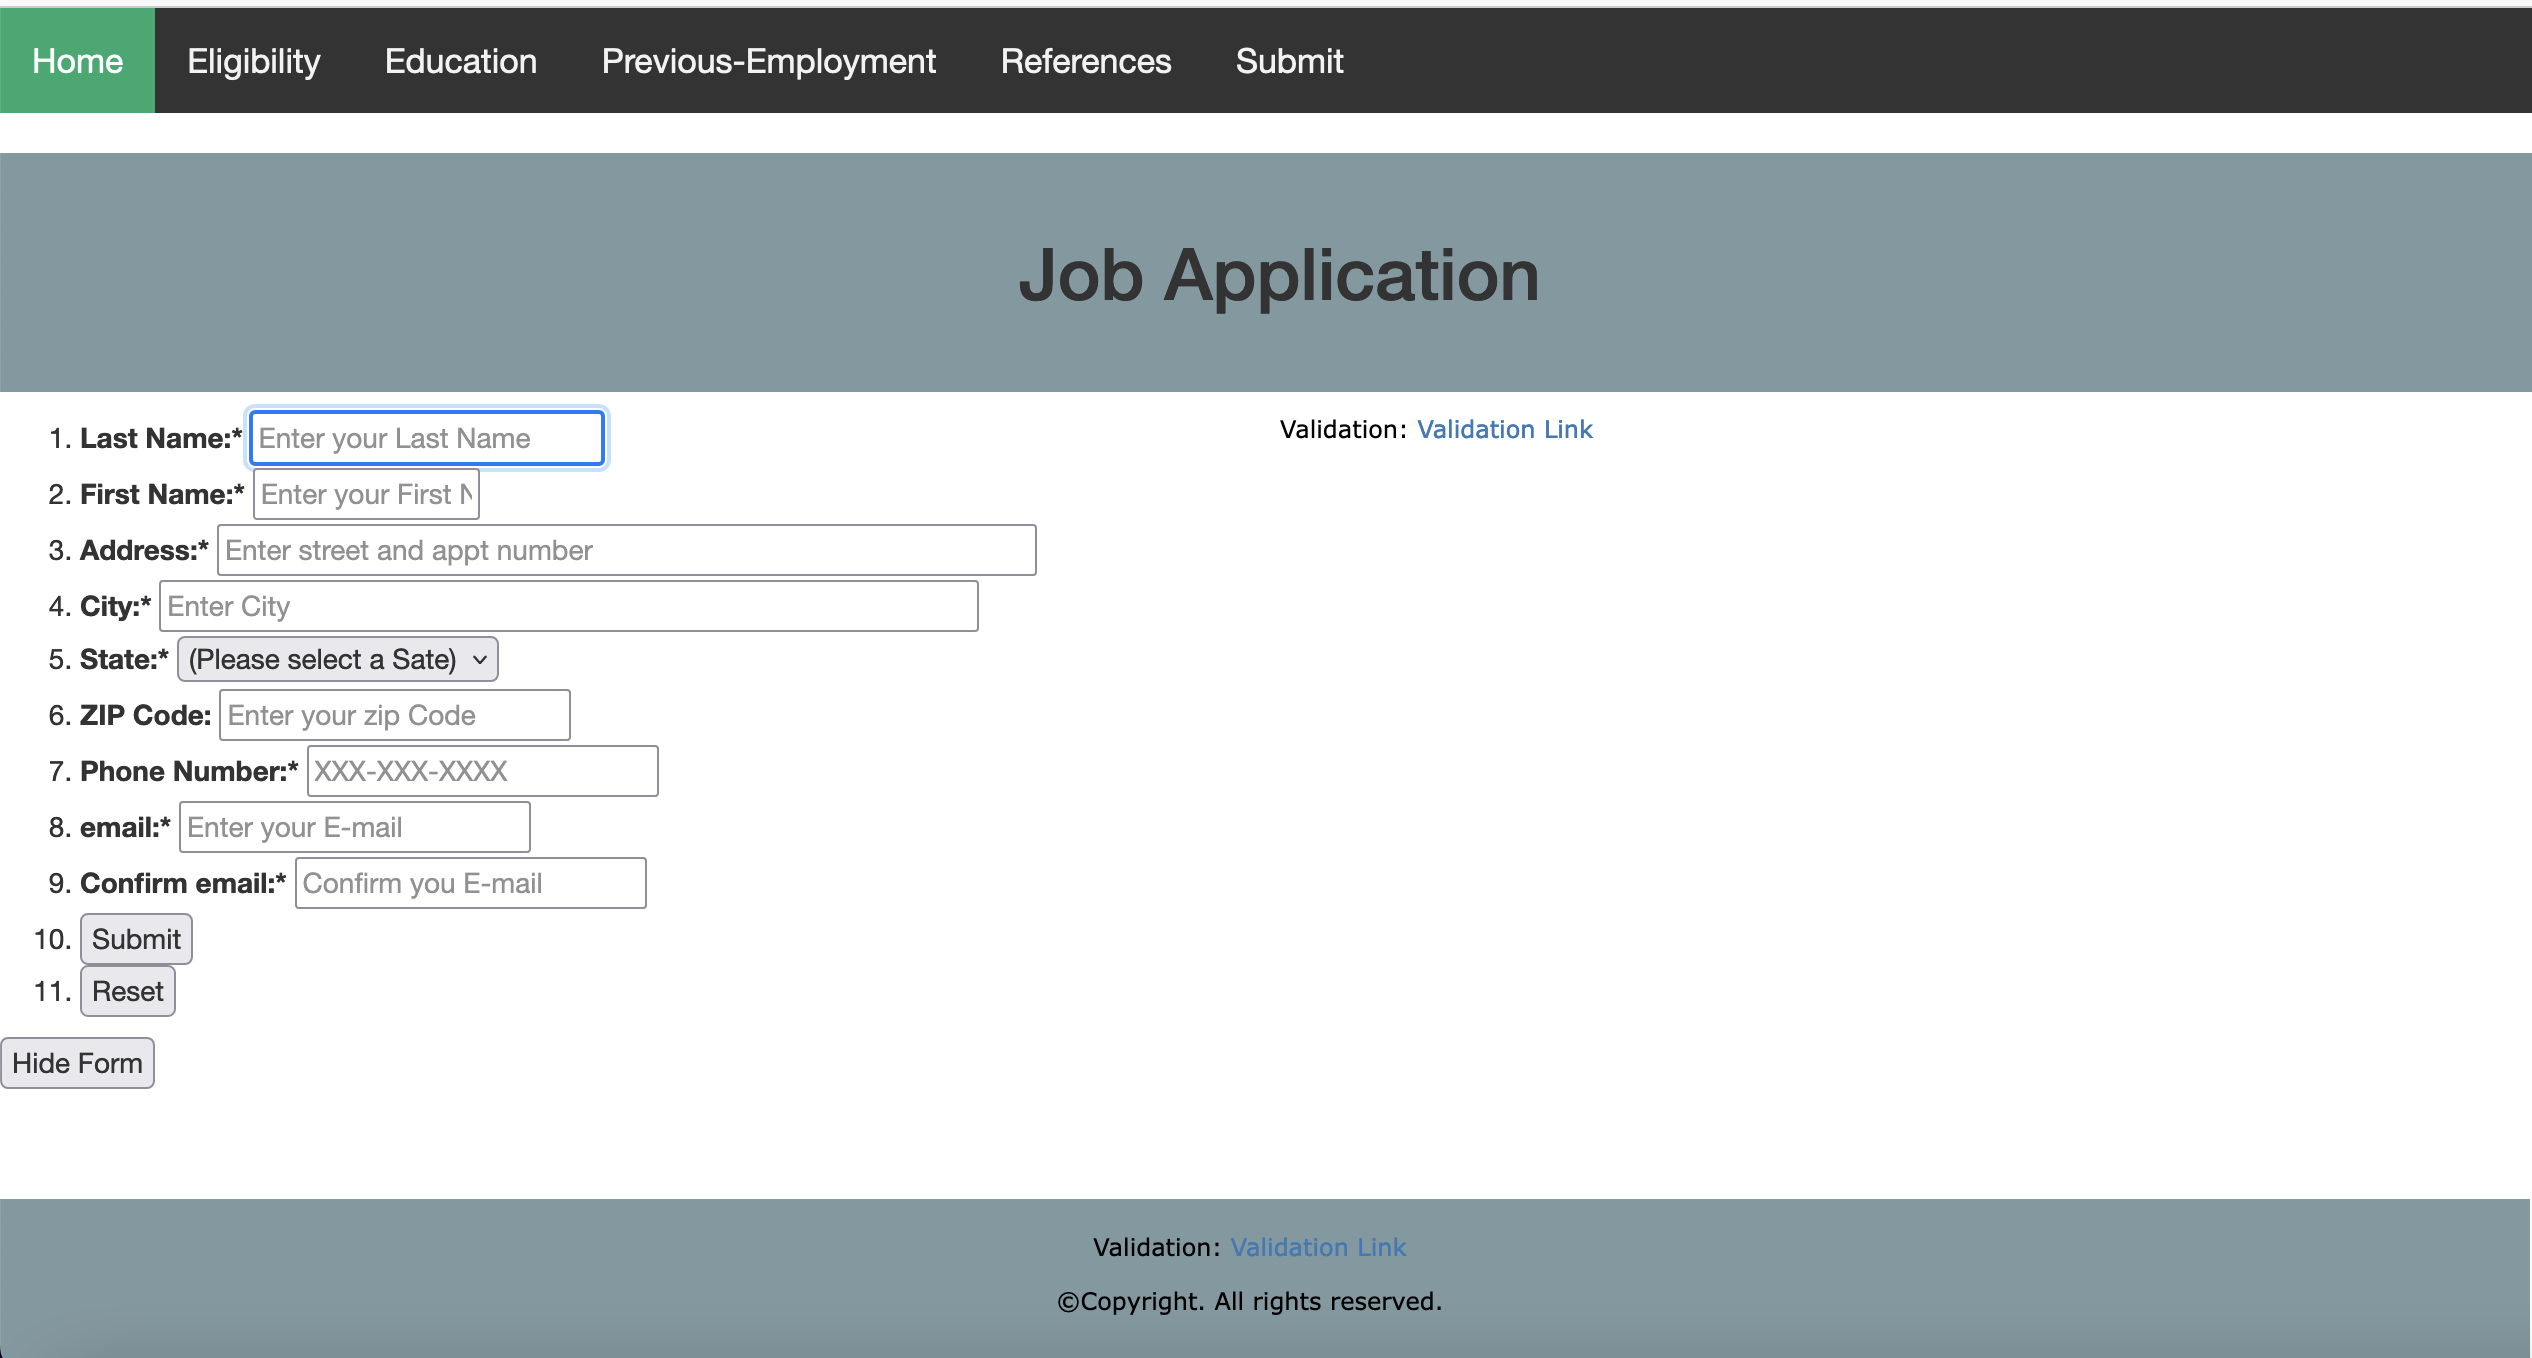 Home Eligibility Education Previous-Employment References Submit
Job Application
1. Last Name:* Enter your Last Name
Validation: Validation Link
2. First Name:* Enter your First N
3. Address:* Enter street and appt number
4. City:* Enter City
5. State:* (Please select a Sate)
6. ZIP Code: Enter your zip Code
7. Phone Number:* XXX-XXX-XXXX
8. email:* Enter your E-mail
9. Confirm email:* Confirm you E-mail
10. Submit
11. Reset
Hide Form
Validation: Validation Link
©Copyright. All rights reserved.